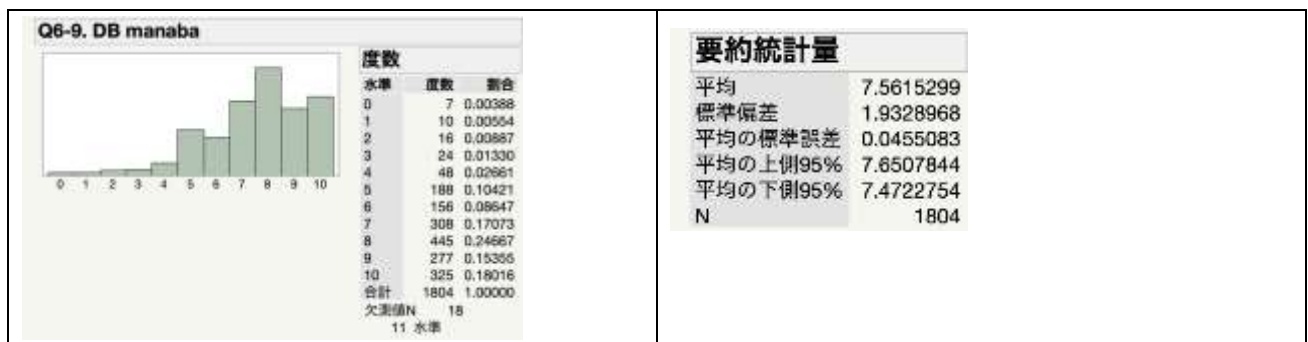 Q6-9. DB manaba
0 1 2 3 4 5 6 7 8 9 10
度数
水準 度数 割合
0 7 0.00388
1 10 0.00554
2 16 0.00887
3 24 0.01330
4 48 0.02661
5 188 0.10421
6 156 0.08647
7 308 0.17073
8 445 0.24667
9 277 0.15355
10 325 0.18016
合計 1804 1.00000
欠測値N 18
11 水準
要約統計量
平均 7.5615299
標準偏差 1.9328968
平均の標準誤差 0.0455083
平均の上側95% 7.6507844
平均の下側95% 7.4722754
N 1804